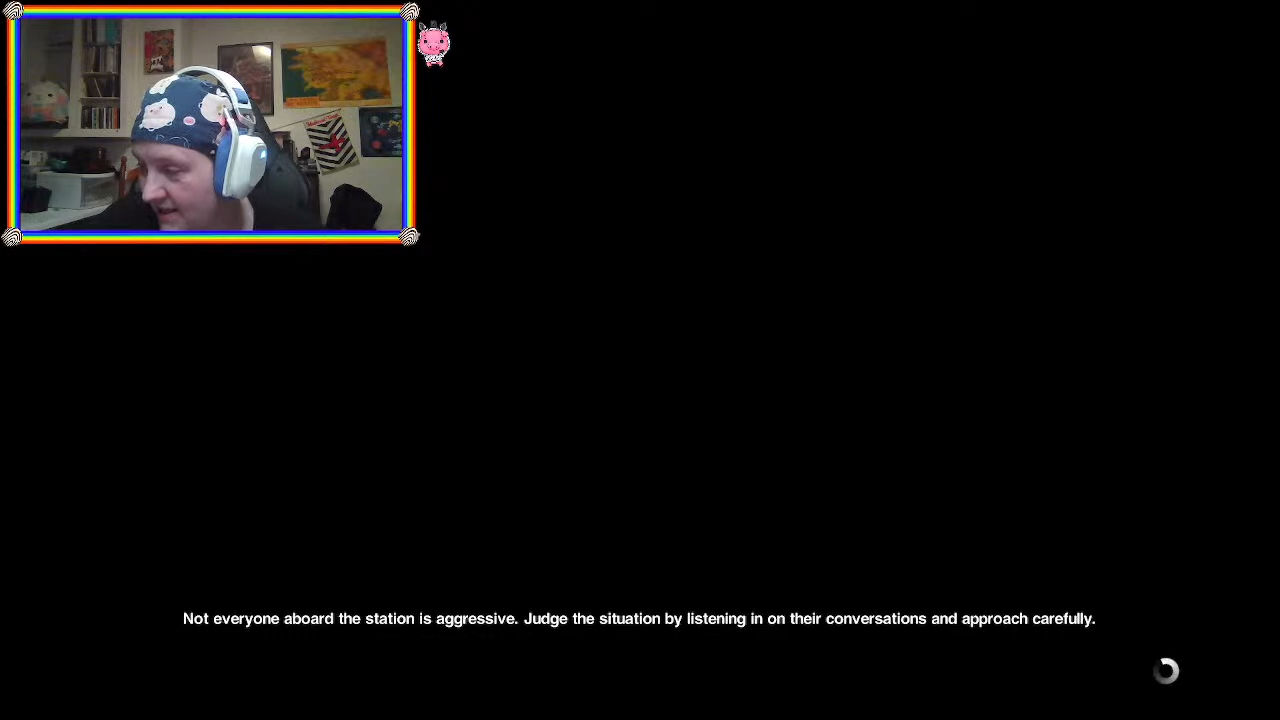 Not everyone aboard the station is aggressive. Judge the situation by listening in on their conversations and approach carefully.